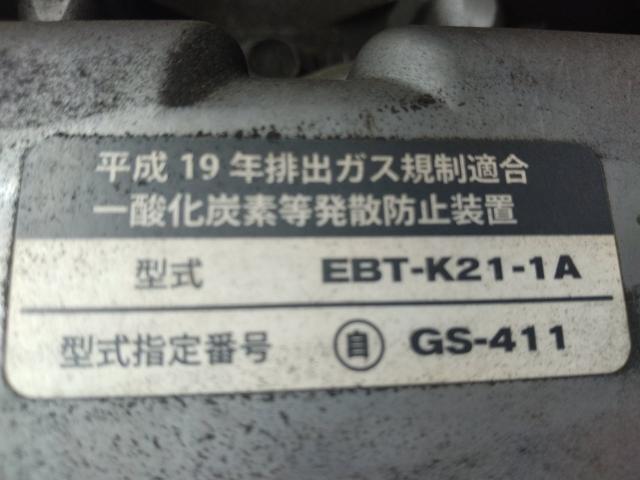 平成 19 年排出ガス規制適合
一酸化炭素等発散防止装置
型式 EBT-K21-1A
型式指定番号 自 GS-411